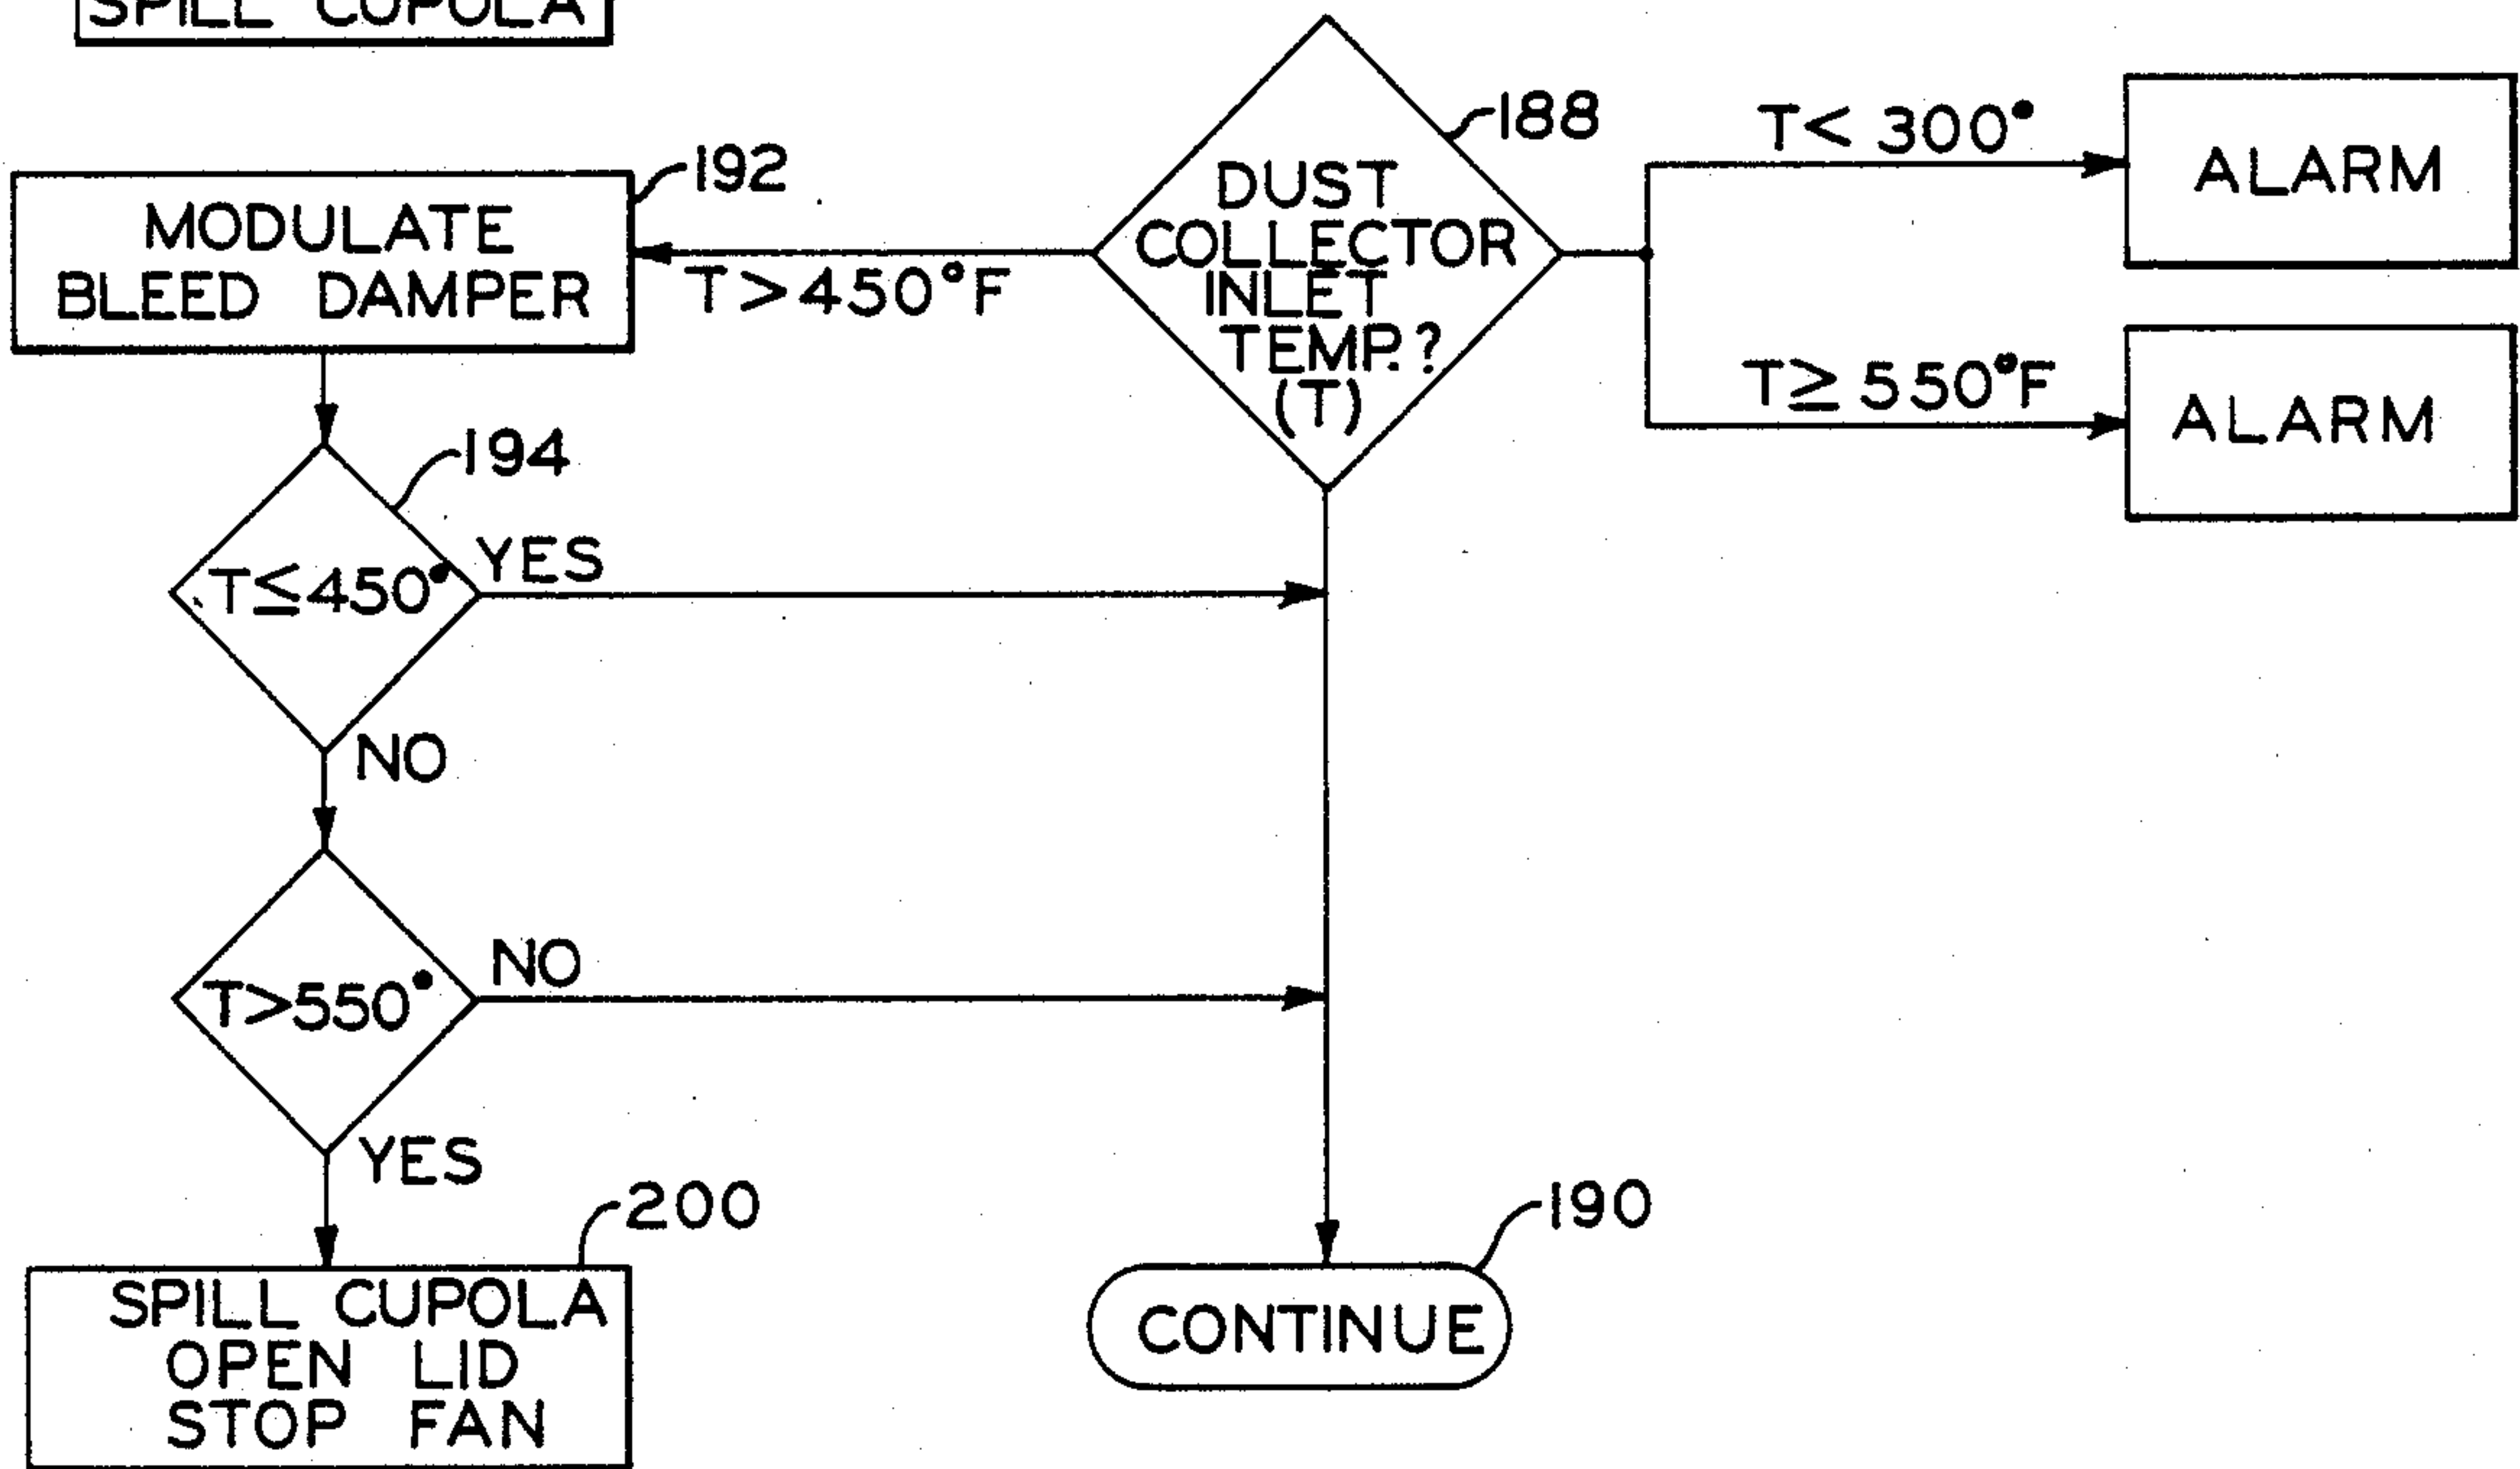 SPILL CUPOLA
188
DUST
COLLECTOR
INLET
TEMP.?
(T)
T< 300°
ALARM
T≥ 550°F
ALARM
192
MODULATE
BLEED DAMPER
T>450°F
194
T≤450°
YES
NO
T>550°
NO
YES
200
SPILL CUPOLA
OPEN LID
STOP FAN
190
CONTINUE